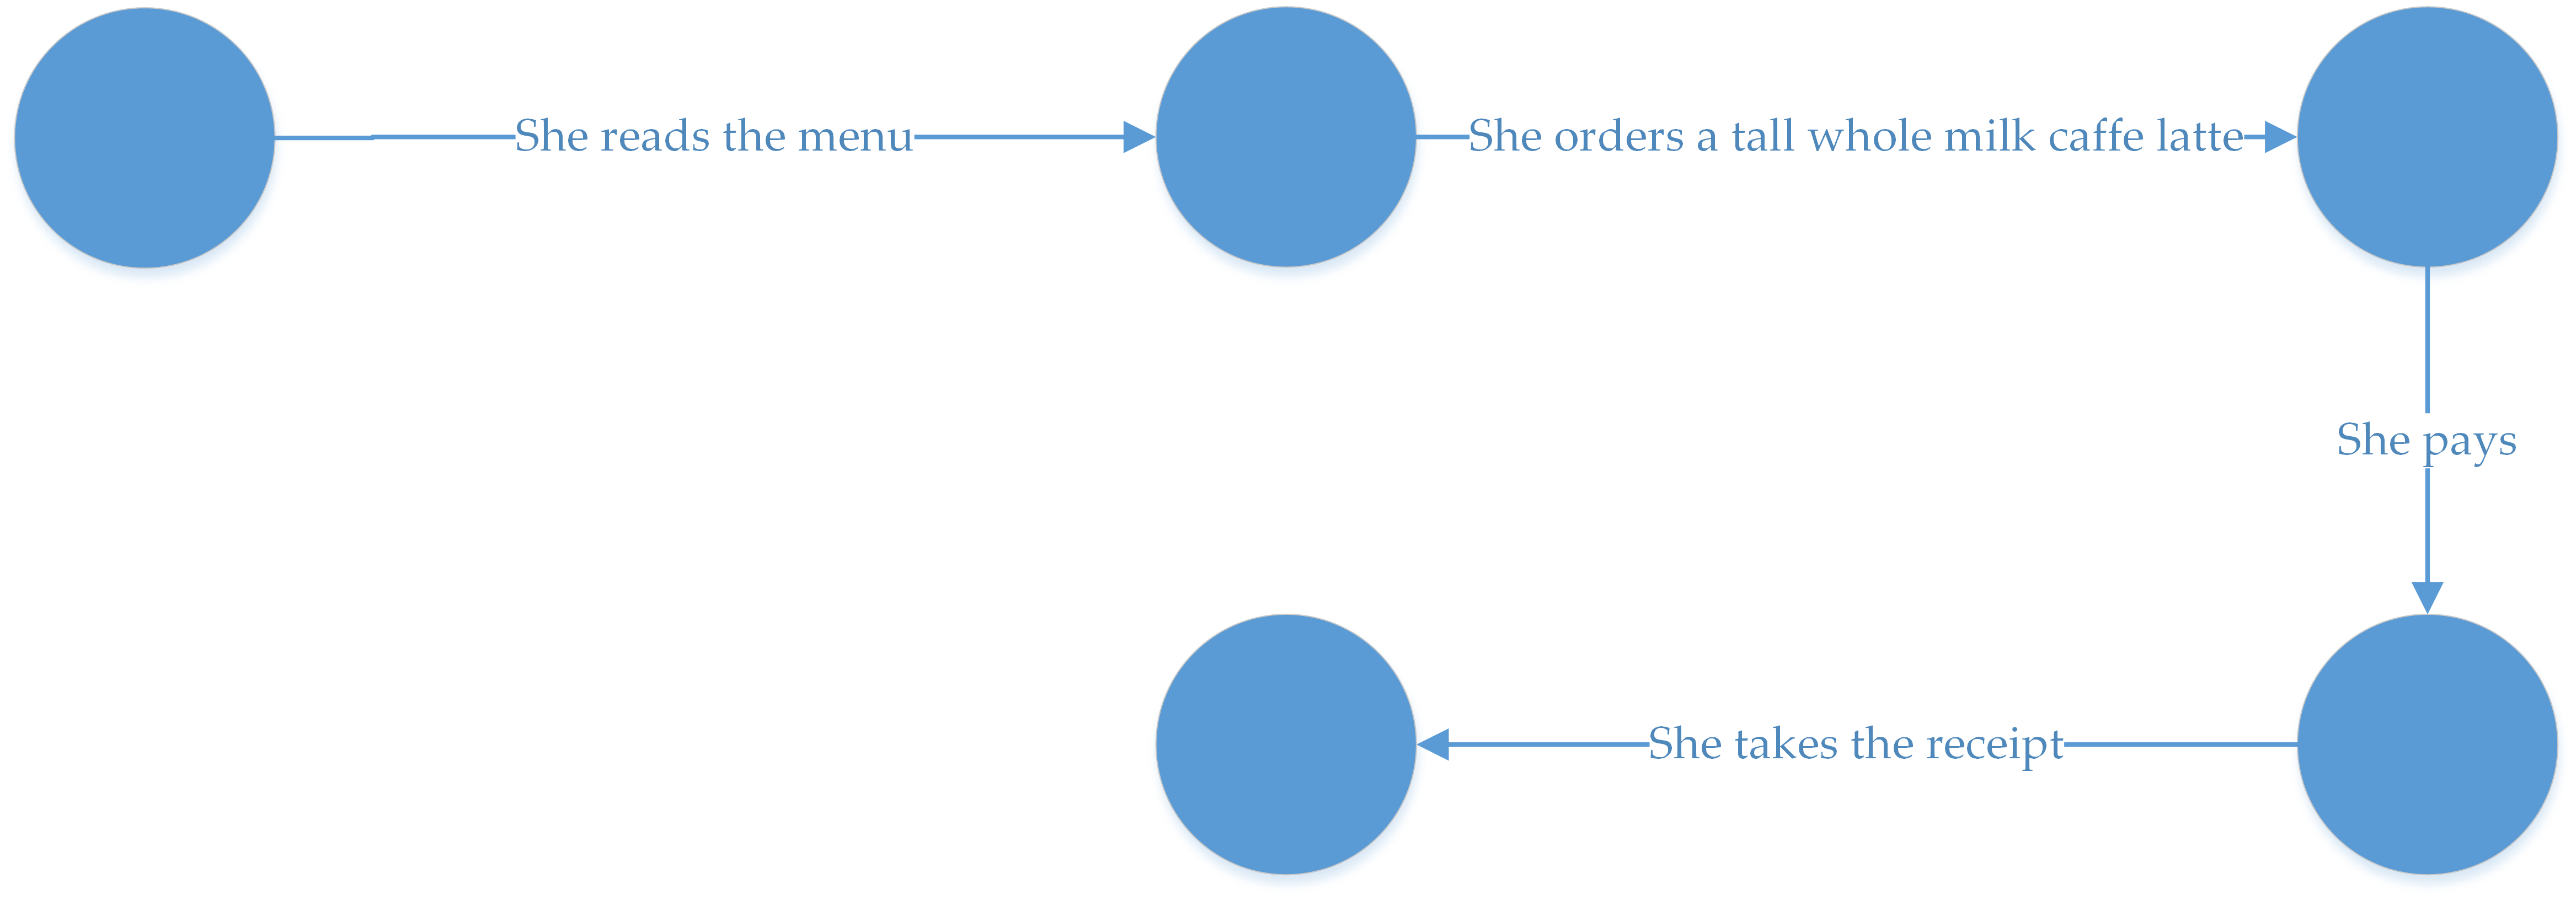 She reads the menu
She orders a tall whole milk caffe latte
She pays
She takes the receipt